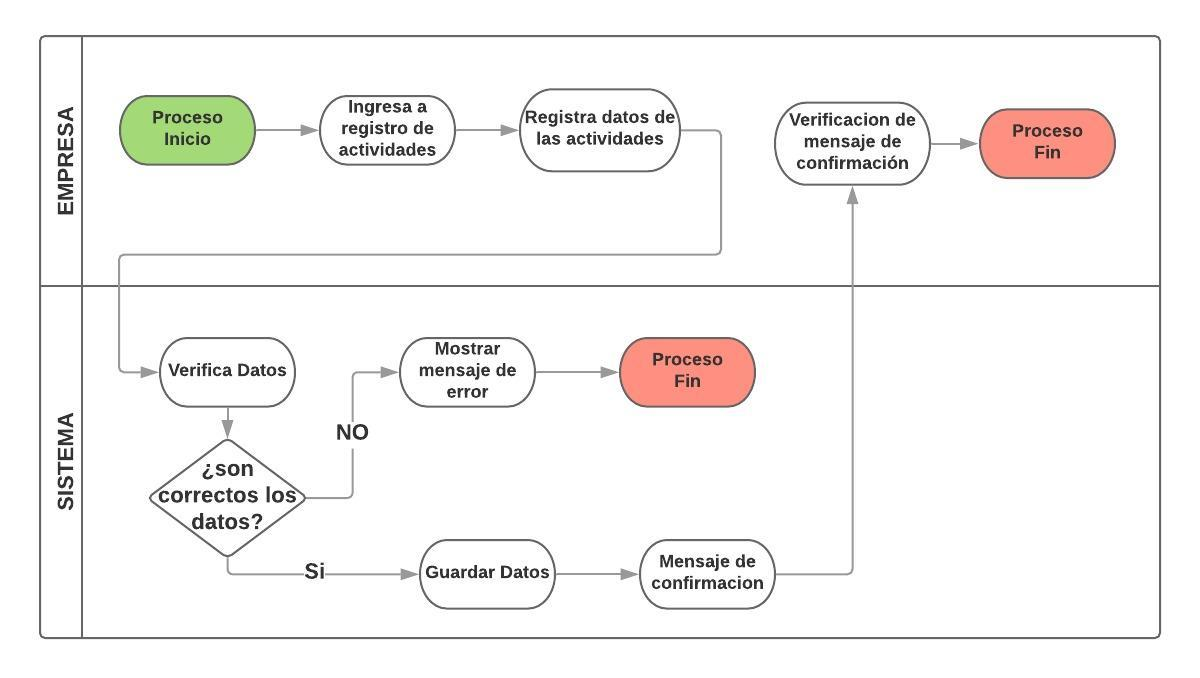 EMPRESA
Proceso
Inicio
Ingresa a
registro de
actividades
Registra datos de
las actividades
Verificacion de
mensaje de
confirmación
Proceso
Fin
SISTEMA
Verifica Datos
Mostrar
mensaje de
error
Proceso
Fin
NO
¿son
correctos los
datos?
Si
Guardar Datos
Mensaje de
confirmacion